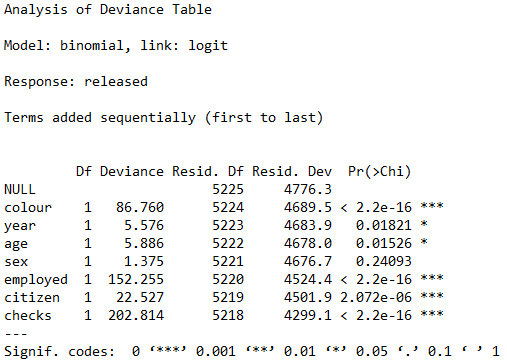 Analysis of Deviance Table
Model: binomial, link: logit
Response: released
Terms added sequentially (first to last)
Df Deviance Resid. Df Resid. Dev Pr(>Chi)
NULL 5225 4776.3
colour 1 86.760 5224 4689.5 < 2.2e-16 ***
year 1 5.576 5223 4683.9 0.01821 *
age 1 5.886 5222 4678.0 0.01526 *
sex 1 1.375 5221 4676.7 0.24093
employed 1 152.255 5220 4524.4 < 2.2e-16 ***
citizen 1 22.527 5219 4501.9 2.072e-06 ***
checks 1 202.814 5218 4299.1 < 2.2e-16 ***
---
Signif. codes: 0 ‘***’ 0.001 ‘**’ 0.01 ‘*’ 0.05 ‘.’ 0.1 ‘ ’ 1